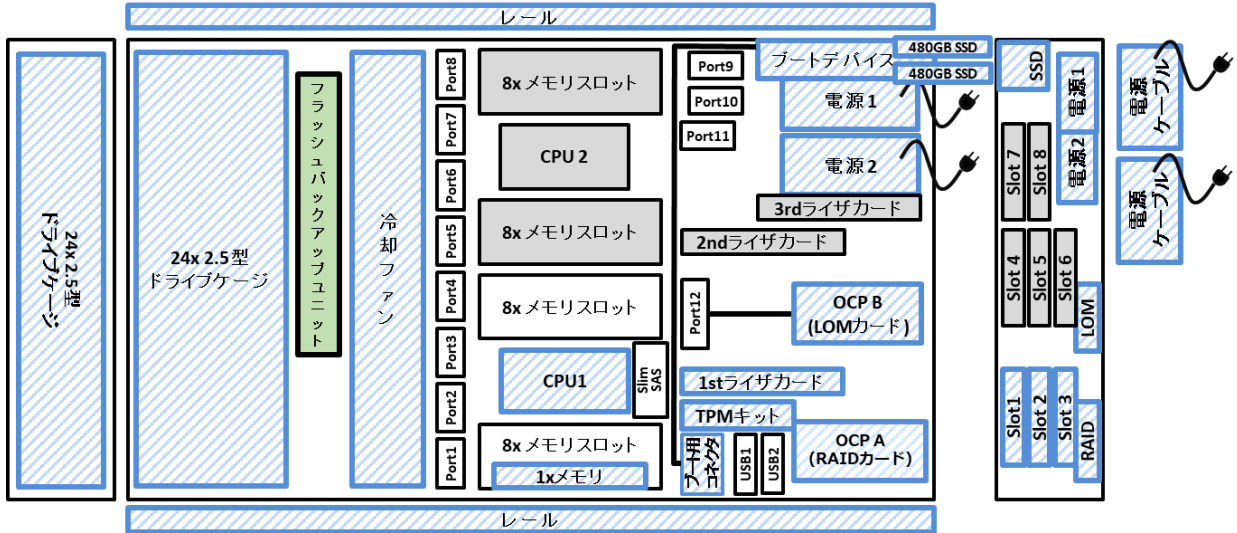 レール
24x 2.5型
ドライブケージ
24x 2.5型
ドライブケージ
フラッシュバックアップユニット
冷却ファン
Port8
Port7
Port6
Port5
Port4
Port3
Port2
Port1
8x メモリスロット
CPU 2
8x メモリスロット
8x メモリスロット
CPU1
Slim
SAS
8x メモリスロット
1xメモリ
Port9
Port10
Port11
ブートデバイス
480GB SSD
480GB SSD
電源1
電源2
3rdライザカード
2ndライザカード
Port12
OCP B
(LOMカード)
1stライザカード
TPMキット
ブート用
コネクタ
USB1
USB2
OCP A
(RAIDカード)
SSD
電源1
電源2
Slot 7
Slot 8
Slot 4
Slot 5
Slot 6
LOM
Slot1
Slot 2
Slot 3
RAID
電源
ケーブル
電源
ケーブル
レール